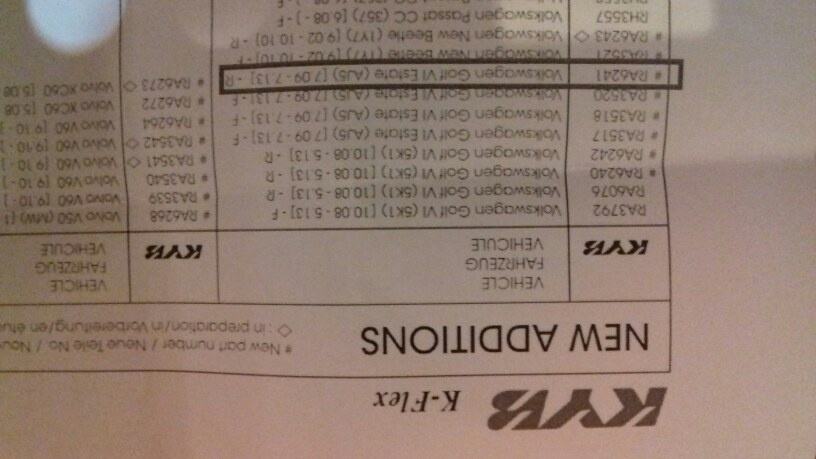 KYB K-Flex
NEW ADDITIONS
# New part number / Neue Teile No. / Nouv
◇ : in preparation/in Vorbereitung/en étu
KYB
VEHICLE
FAHRZEUG
VEHICULE
RA3792 Volkswagen Golf VI (5K1) [10.08 - 5.13] - F
RA6076 Volkswagen Golf VI (5K1) [10.08 - 5.13] - R
# RA6240 Volkswagen Golf VI (5K1) [10.08 - 5.13] - R
# RA6242 Volkswagen Golf VI (5K1) [10.08 - 5.13] - R
# RA3517 Volkswagen Golf VI Estate (AJ5) [7.09 - 7.13] - F
# RA3518 Volkswagen Golf VI Estate (AJ5) [7.09 - 7.13] - F
# RA3520 Volkswagen Golf VI Estate (AJ5) [7.09 - 7.13] - F
# RA6241 Volkswagen Golf VI Estate (AJ5) [7.09 - 7.13] - R
# RA3521 Volkswagen New Beetle (1Y7) [9.02 - 10.10] - F
# RA6243 ◇ Volkswagen New Beetle (1Y7) [9.02 - 10.10] - R
RH3557 Volkswagen Passat CC (357) [6.08 - ] - F
KYB
VEHICLE
FAHRZEUG
VEHICULE
# RA6268 Volvo V50 (MW) [1
# RA3539 Volvo V60 [9.10 -
# RA3540 Volvo V60 [9.10 -
# RA3541 ◇ Volvo V60 [9.10 -
# RA3542 ◇ Volvo V60 [9.10 -
# RA6264 Volvo V60 [9.10 -
# RA6272 Volvo XC60 [5.08
# RA6273 ◇ Volvo XC60 [5.08